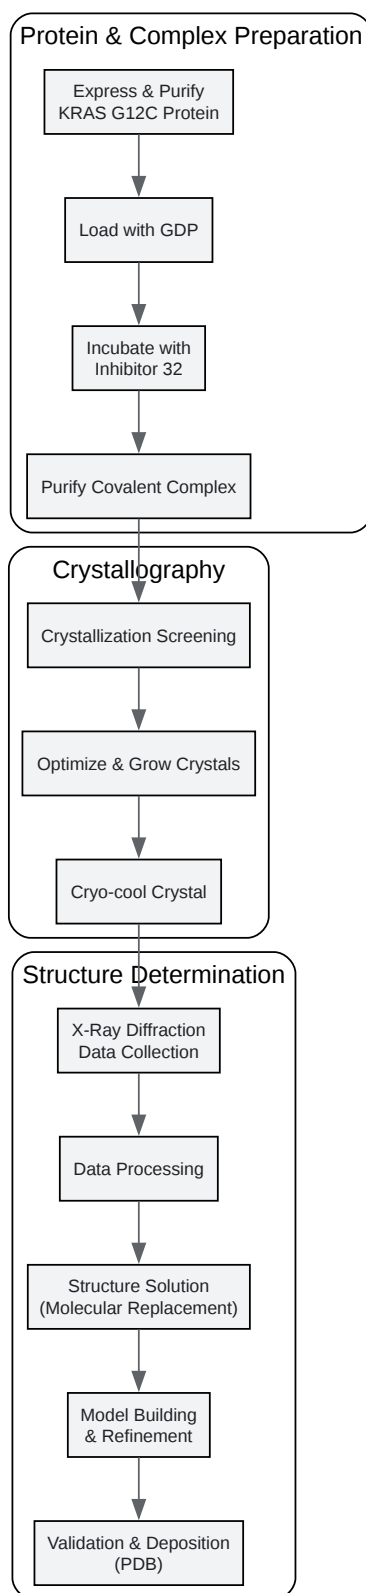 Protein & Complex Preparation
Express & Purify
KRAS G12C Protein
Load with GDP
Incubate with
Inhibitor 32
Purify Covalent Complex
Crystallography
Crystallization Screening
Optimize & Grow Crystals
Cryo-cool Crystal
Structure Determination
X-Ray Diffraction
Data Collection
Data Processing
Structure Solution
(Molecular Replacement)
Model Building
& Refinement
Validation & Deposition
(PDB)